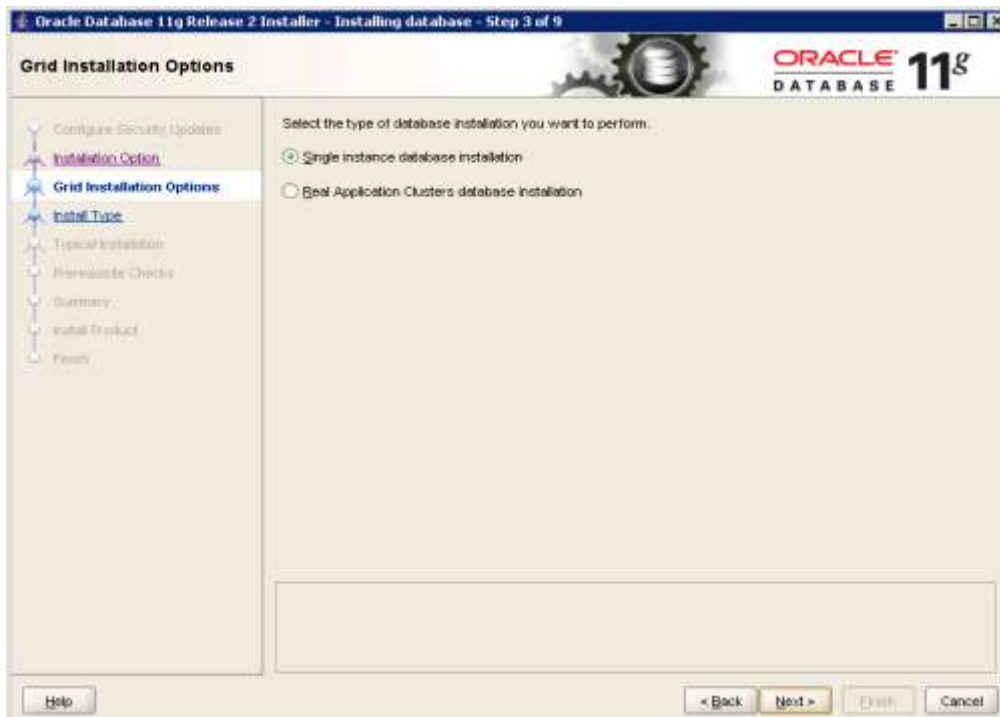 Oracle Database 11g Release 2 Installer - Installing database - Step 3 of 9
Grid Installation Options
ORACLE
DATABASE
11g
Configure Security Updates
Installation Option
Grid Installation Options
Install Type
Typical Installation
Prerequisite Checks
Summary
Install Product
Finish
Select the type of database installation you want to perform.
Single instance database installation
Real Application Clusters database installation
Help
< Back
Next >
Finish
Cancel